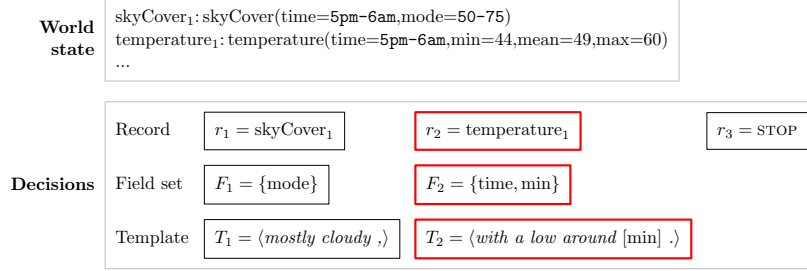 World state
skyCover₁: skyCover(time=5pm-6am,mode=50-75)
temperature₁: temperature(time=5pm-6am,min=44,mean=49,max=60)
...
Decisions
Record r₁ = skyCover₁ r₂ = temperature₁ r₃ = STOP
Field set F₁ = {mode} F₂ = {time, min}
Template T₁ = ⟨mostly cloudy ,⟩ T₂ = ⟨with a low around [min] .⟩